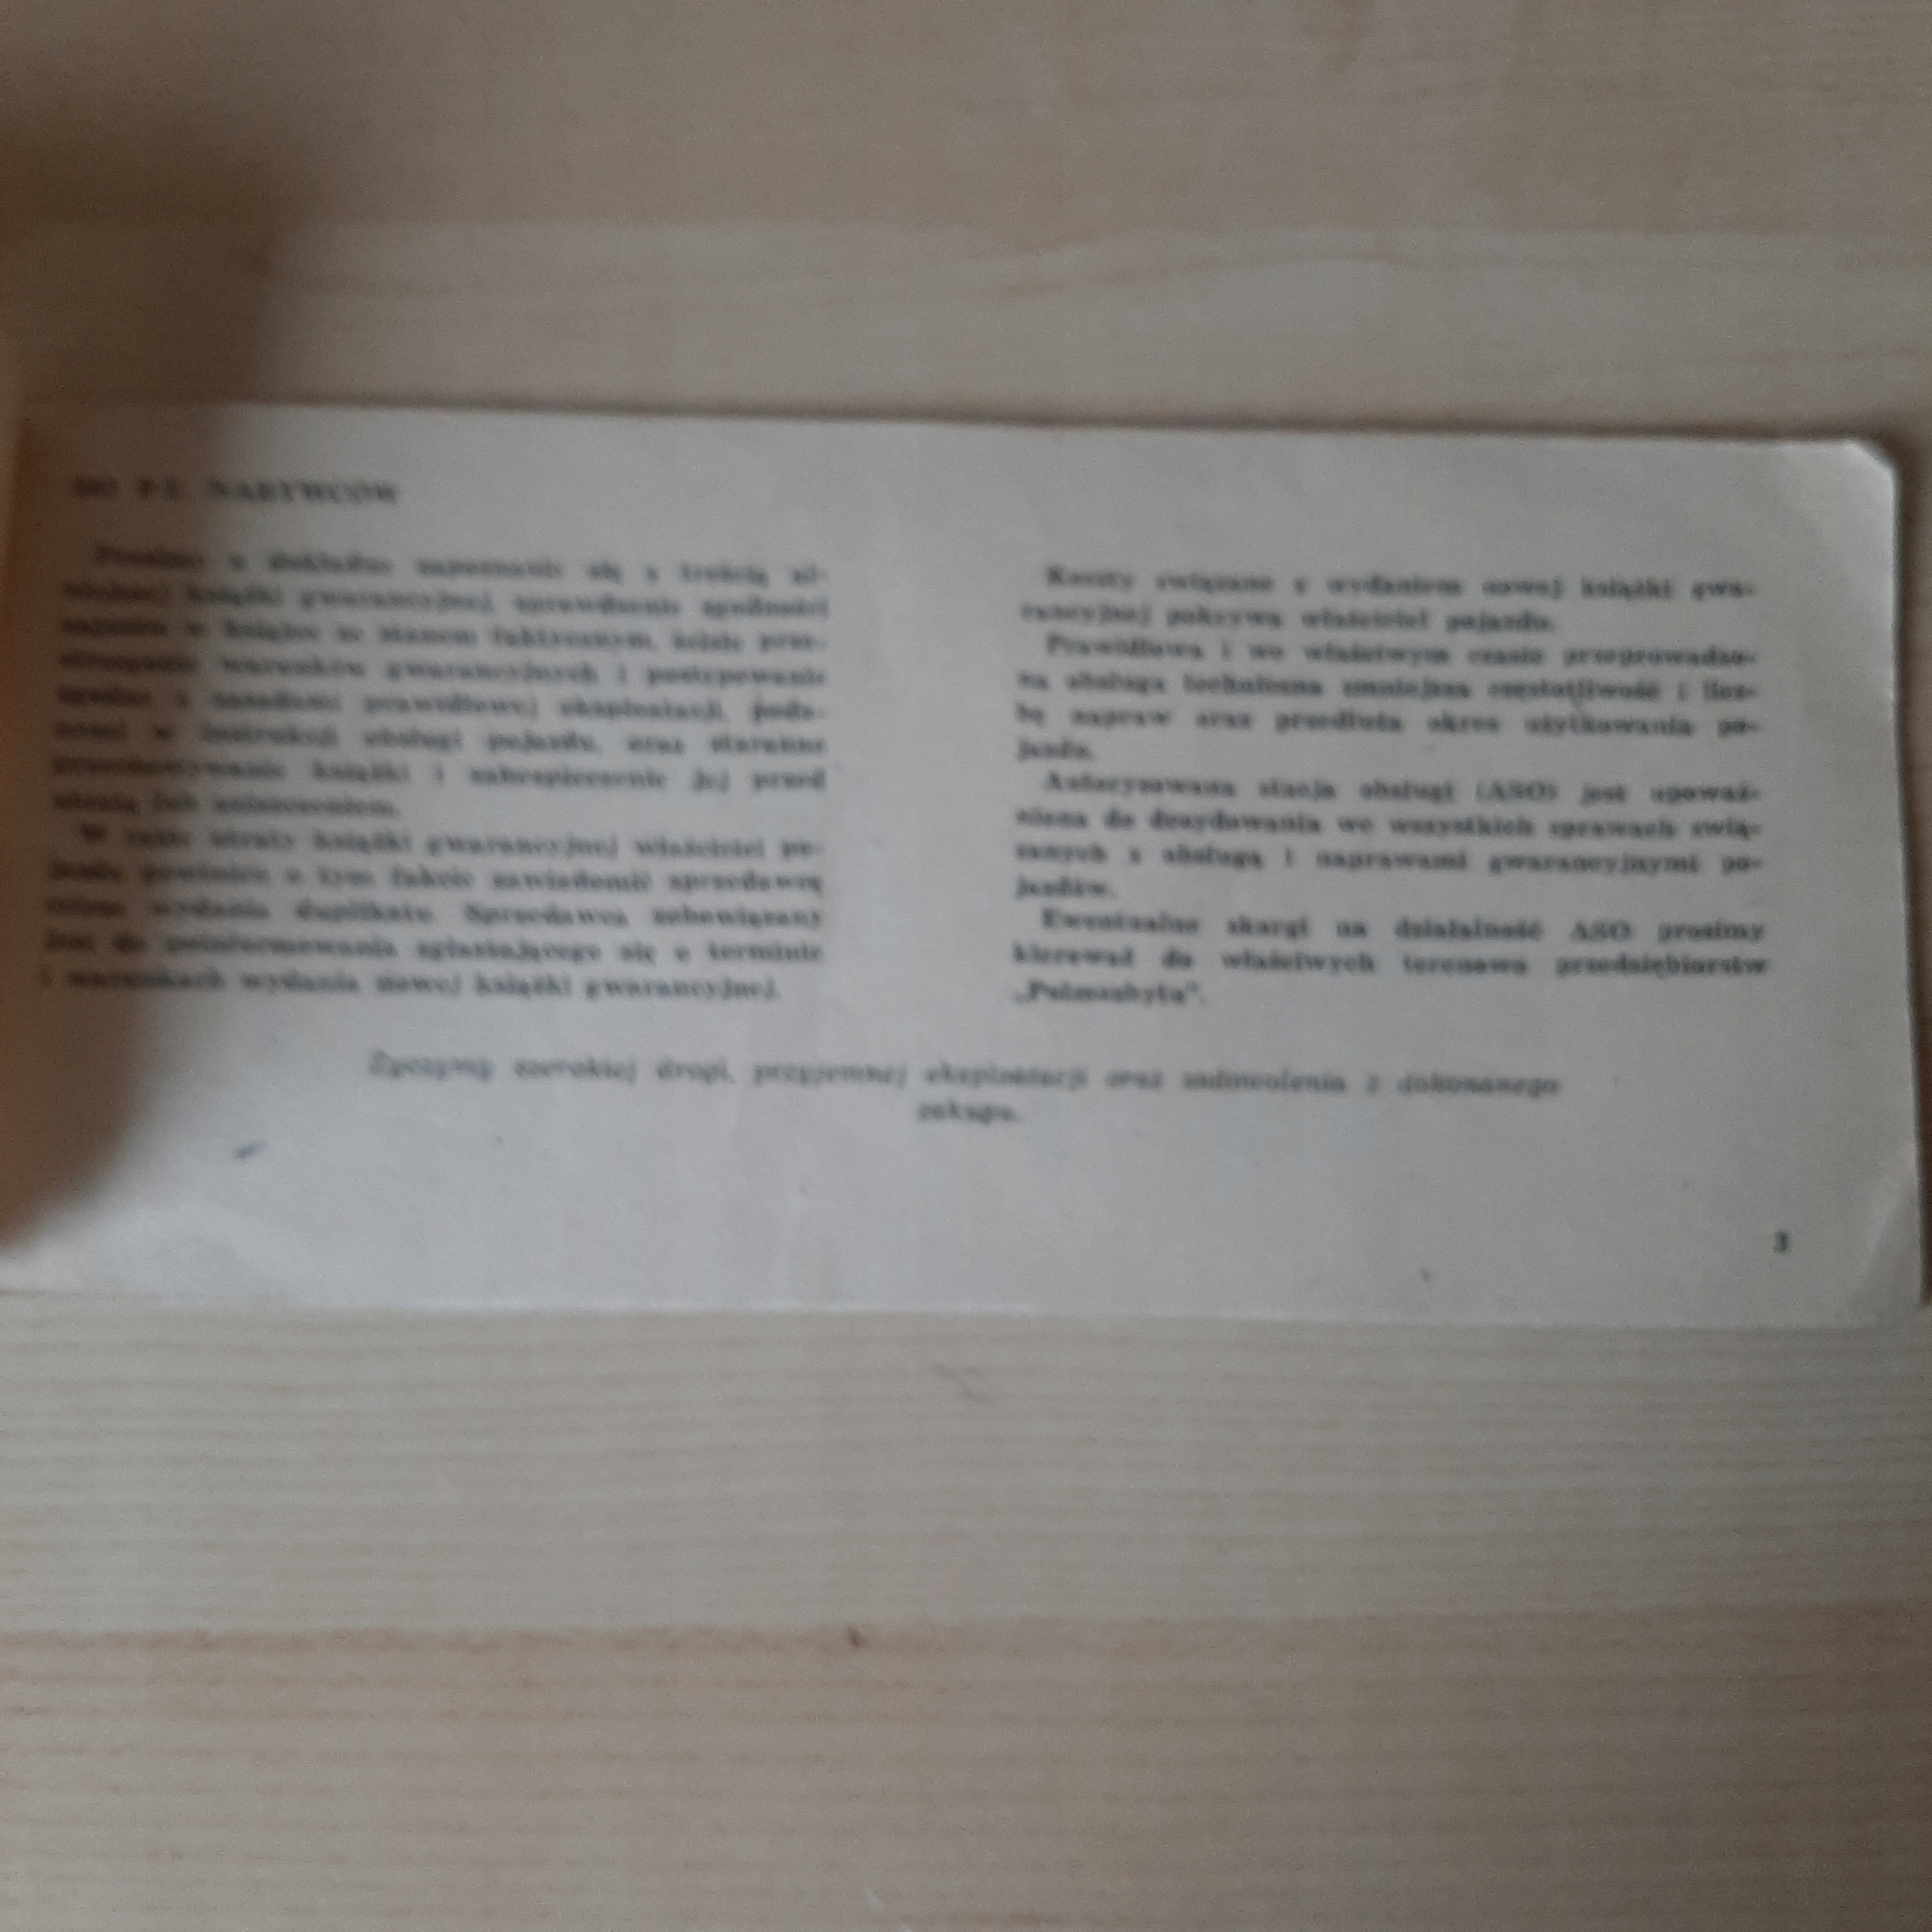 DO P.T. NABYWCÓW
Prosimy o dokładne zapoznanie się z treścią ni-
niejszej książki gwarancyjnej, sprawdzenie zgodności
zapisów w książce ze stanem faktycznym, ścisłe prze-
strzeganie warunków gwarancyjnych i postępowanie
zgodne z zasadami prawidłowej eksploatacji, poda-
nymi w instrukcji obsługi pojazdu, oraz staranne
przechowywanie książki i zabezpieczenie jej przed
utratą lub zniszczeniem.
W razie utraty książki gwarancyjnej właściciel po-
jazdu powinien o tym fakcie zawiadomić sprzedawcę
celem wydania duplikatu. Sprzedawca zobowiązany
jest do poinformowania zgłaszającego się o terminie
i warunkach wydania nowej książki gwarancyjnej.
Koszty związane z wydaniem nowej książki gwa-
rancyjnej pokrywa właściciel pojazdu.
Prawidłowa i we właściwym czasie przeprowadzo-
na obsługa techniczna zmniejsza częstotliwość i licz-
bę napraw oraz przedłuża okres użytkowania po-
jazdu.
Autoryzowana stacja obsługi (ASO) jest upoważ-
niona do decydowania we wszystkich sprawach zwią-
zanych z obsługą i naprawami gwarancyjnymi po-
jazdów.
Ewentualne skargi na działalność ASO prosimy
kierować do właściwych terenowo przedsiębiorstw
„Polmozbytu".
Życzymy szerokiej drogi, przyjemnej eksploatacji oraz zadowolenia z dokonanego
zakupu.
3